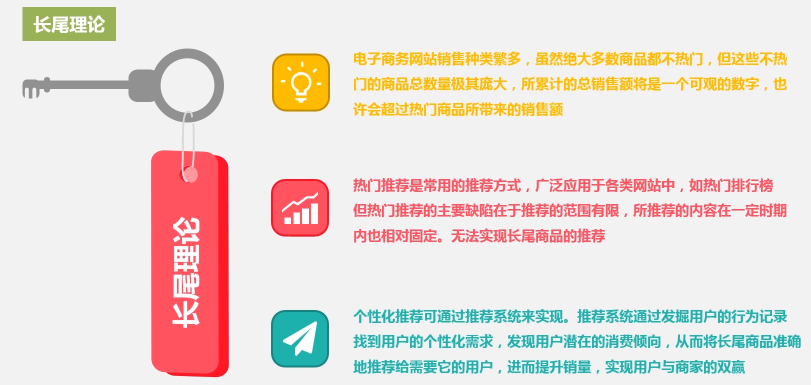 长尾理论
电子商务网站销售种类繁多，虽然绝大多数商品都不热门，但这些不热
门的商品总数量极其庞大，所累计的总销售额将是一个可观的数字，也
许会超过热门商品所带来的销售额
热门推荐是常用的推荐方式，广泛应用于各类网站中，如热门排行榜
但热门推荐的主要缺陷在于推荐的范围有限，所推荐的内容在一定时期
内也相对固定。无法实现长尾商品的推荐
长尾理论
个性化推荐可通过推荐系统来实现。推荐系统通过发掘用户的行为记录
找到用户的个性化需求，发现用户潜在的消费倾向，从而将长尾商品准确
地推荐给需要它的用户，进而提升销量，实现用户与商家的双赢